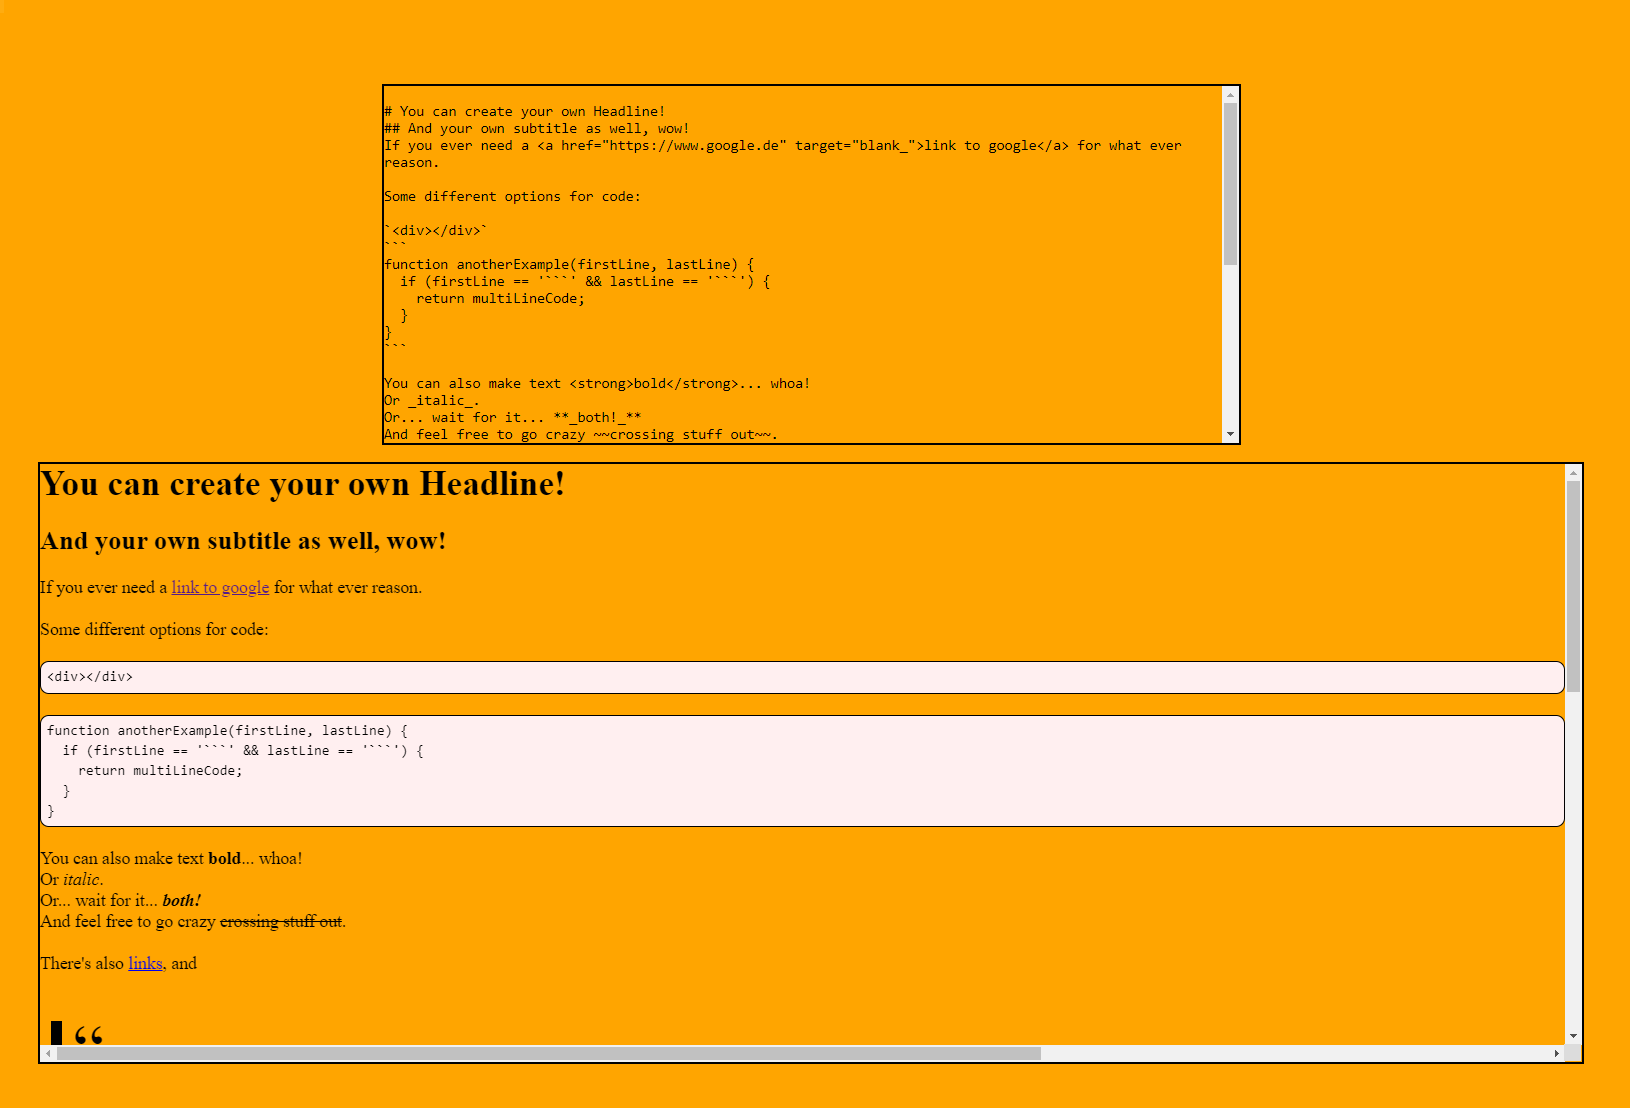 # You can create your own Headline!
## And your own subtitle as well, wow!
If you ever need a <a href="https://www.google.de" target="blank_">link to google</a> for what ever
reason.
Some different options for code:
`<div></div>`
```
function anotherExample(firstLine, lastLine) {
  if (firstLine == '```' && lastLine == '```') {
    return multiLineCode;
  }
}
```
You can also make text <strong>bold</strong>... whoa!
Or _italic_.
Or... wait for it... **_both!_**
And feel free to go crazy ~~crossing stuff out~~.
You can create your own Headline!
And your own subtitle as well, wow!
If you ever need a link to google for what ever reason.
Some different options for code:
<div></div>
function anotherExample(firstLine, lastLine) {
  if (firstLine == '```' && lastLine == '```') {
    return multiLineCode;
  }
}
You can also make text bold... whoa!
Or italic.
Or... wait for it... both!
And feel free to go crazy crossing stuff out.
There's also links, and
“